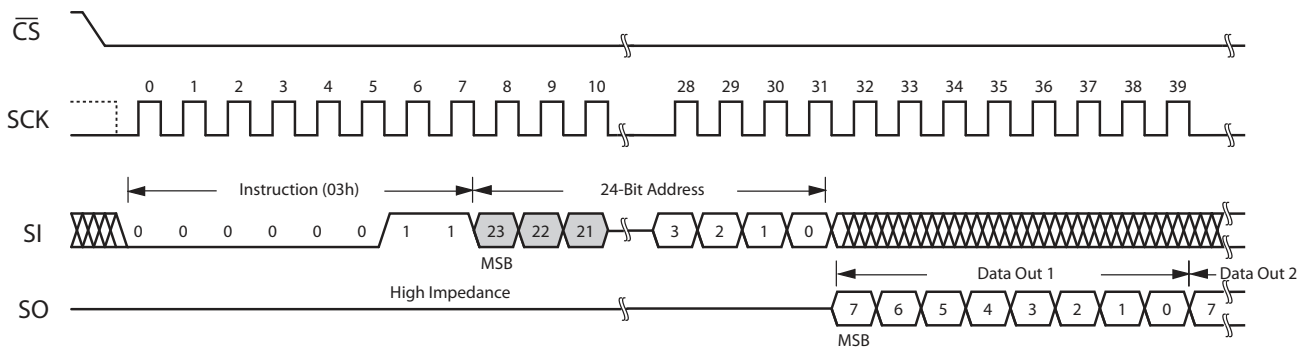 CS
0 1 2 3 4 5 6 7 8 9 10 28 29 30 31 32 33 34 35 36 37 38 39
SCK
Instruction (03h) 24-Bit Address
SI 0 0 0 0 0 0 1 1 23 22 21 3 2 1 0
MSB
Data Out 1 Data Out 2
High Impedance
SO 7 6 5 4 3 2 1 0 7
MSB